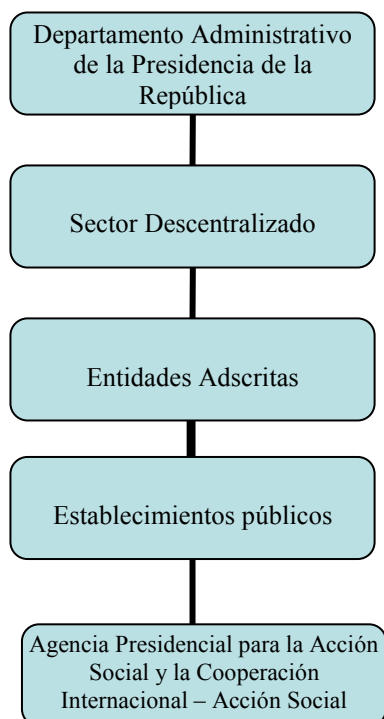 Departamento Administrativo
de la Presidencia de la
República
Sector Descentralizado
Entidades Adscritas
Establecimientos públicos
Agencia Presidencial para la Acción
Social y la Cooperación
Internacional – Acción Social